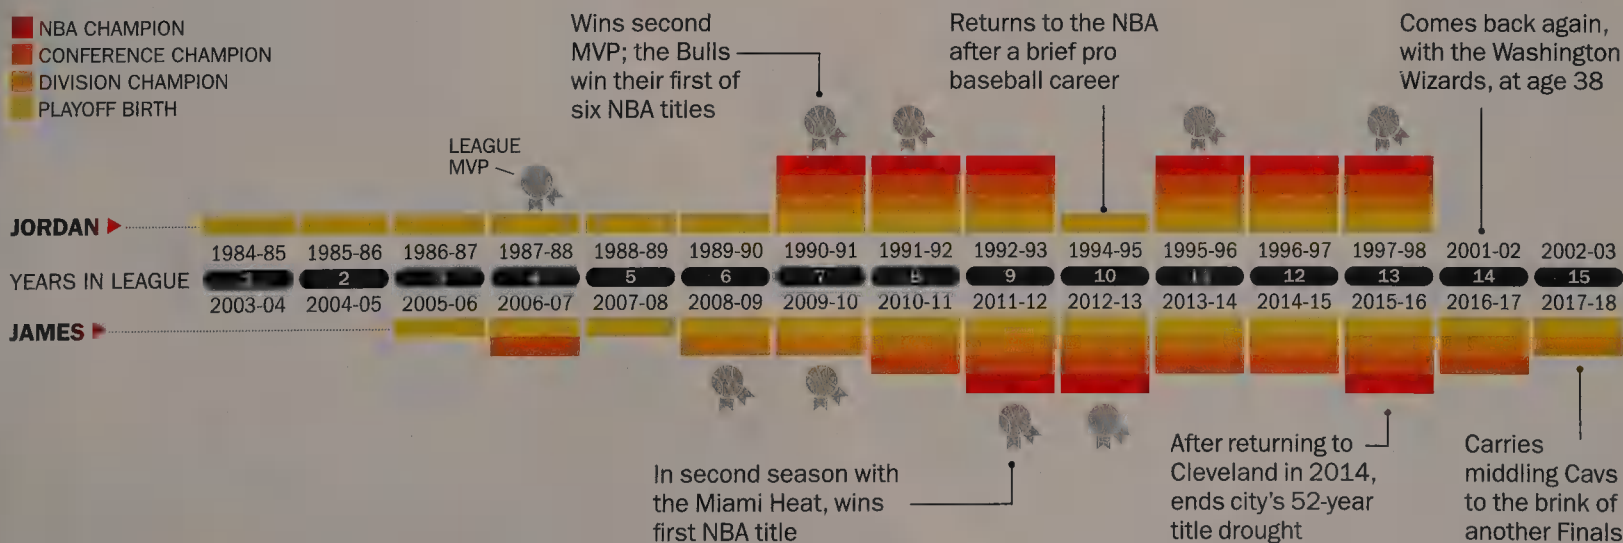 NBA CHAMPION
CONFERENCE CHAMPION
DIVISION CHAMPION
PLAYOFF BIRTH
Wins second
MVP; the Bulls
win their first of
six NBA titles
Returns to the NBA
after a brief pro
baseball career
Comes back again,
with the Washington
Wizards, at age 38
LEAGUE
MVP
JORDAN
1984-85 1985-86 1986-87 1987-88 1988-89 1989-90 1990-91 1991-92 1992-93 1994-95 1995-96 1996-97 1997-98 2001-02 2002-03
YEARS IN LEAGUE 2 4 5 6 7 8 9 10 11 12 13 14 15
2003-04 2004-05 2005-06 2006-07 2007-08 2008-09 2009-10 2010-11 2011-12 2012-13 2013-14 2014-15 2015-16 2016-17 2017-18
JAMES
In second season with
the Miami Heat, wins
first NBA title
After returning to
Cleveland in 2014,
ends city's 52-year
title drought
Carries
middling Cavs
to the brink of
another Finals